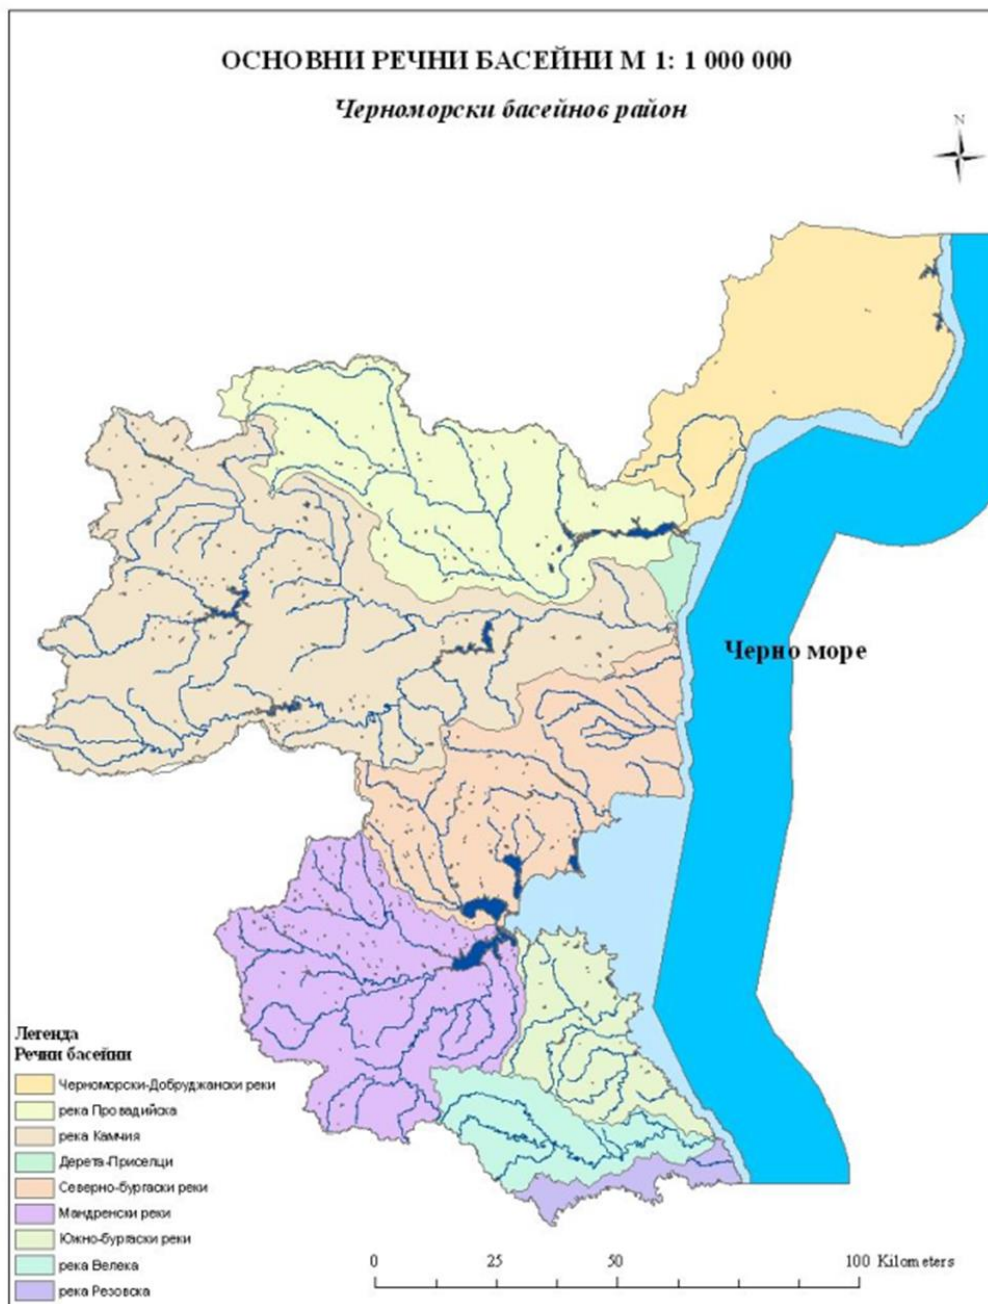 ОСНОВНИ РЕЧНИ БАСЕЙНИ М 1: 1 000 000
Черноморски басейнов район
N
Черно море
Легенда
Речни басейни
Черноморски-Добруджански реки
река Провадийска
река Камчия
Дерета-Приселци
Северно-бургаски реки
Мандренски реки
Южно-бургаски реки
река Велека
река Резовска
0 25 50 100 Kilometers